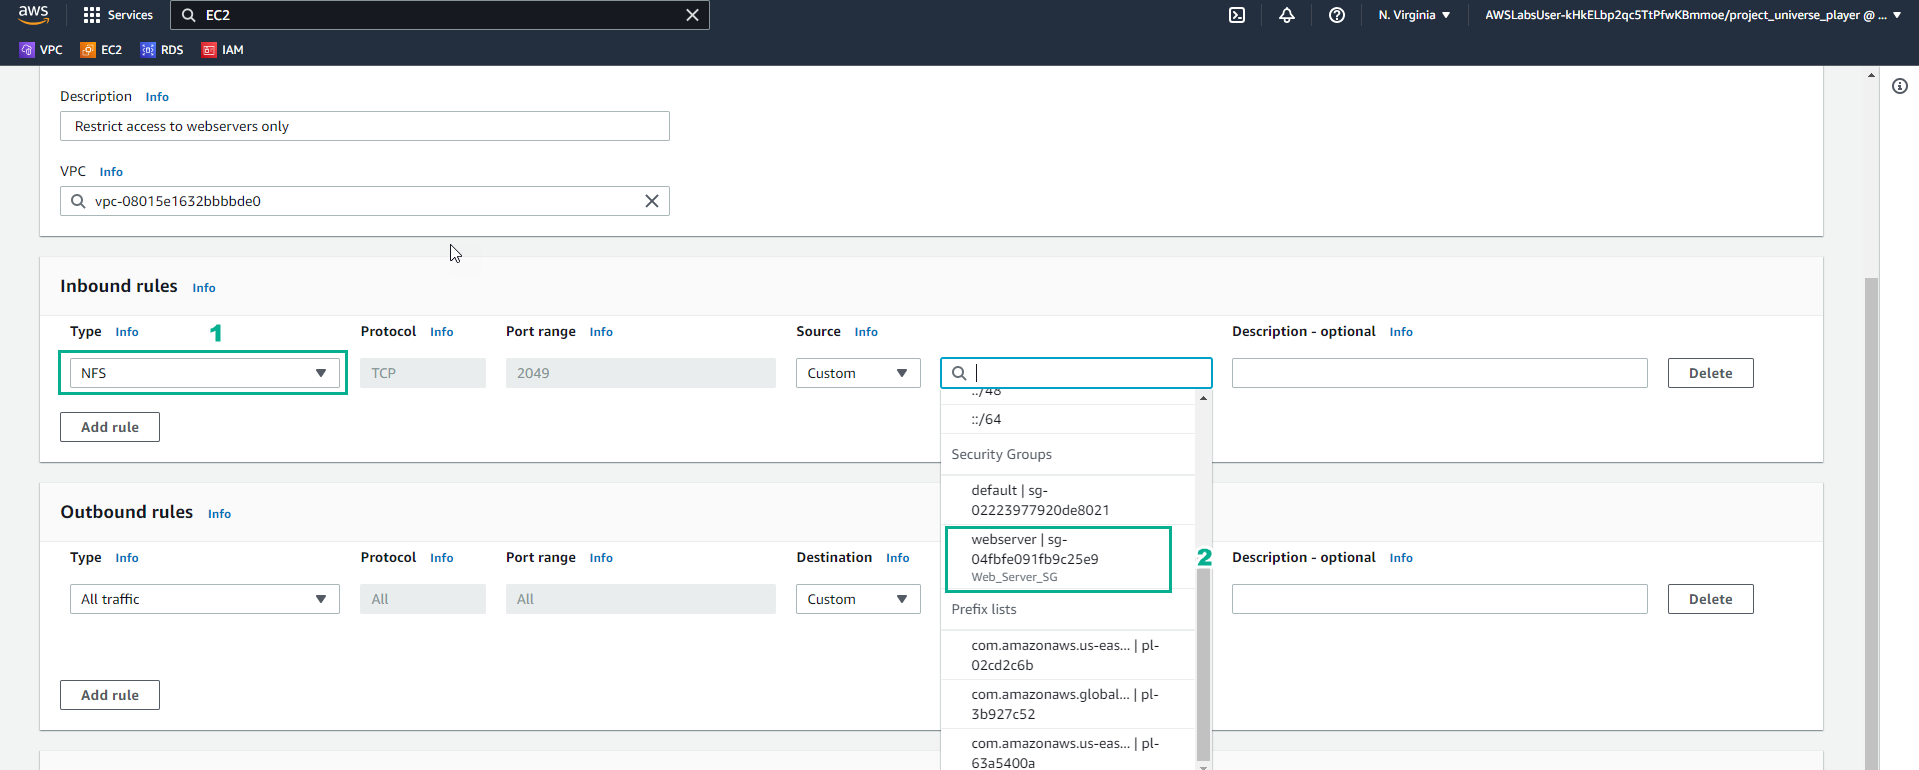 aws
Services
EC2
N. Virginia
AWSLabsUser-kHkELbp2qc5TtPfwKBmmoe/project_universe_player @ ...
VPC EC2 RDS IAM
Description Info
Restrict access to webservers only
VPC Info
vpc-08015e1632bbbbde0
Inbound rules Info
Type Info 1 Protocol Info Port range Info Source Info Description - optional Info
NFS TCP 2049 Custom Delete
::/48
Add rule
::/64
Security Groups
default | sg-
02223977920de8021
webserver | sg-
04fbfe091fb9c25e9
Web_Server_SG
2
Prefix lists
com.amazonaws.us-eas... | pl-
02cd2c6b
com.amazonaws.global... | pl-
3b927c52
com.amazonaws.us-eas... | pl-
63a5400a
Outbound rules Info
Type Info Protocol Info Port range Info Destination Info Description - optional Info
All traffic All All Custom Delete
Add rule